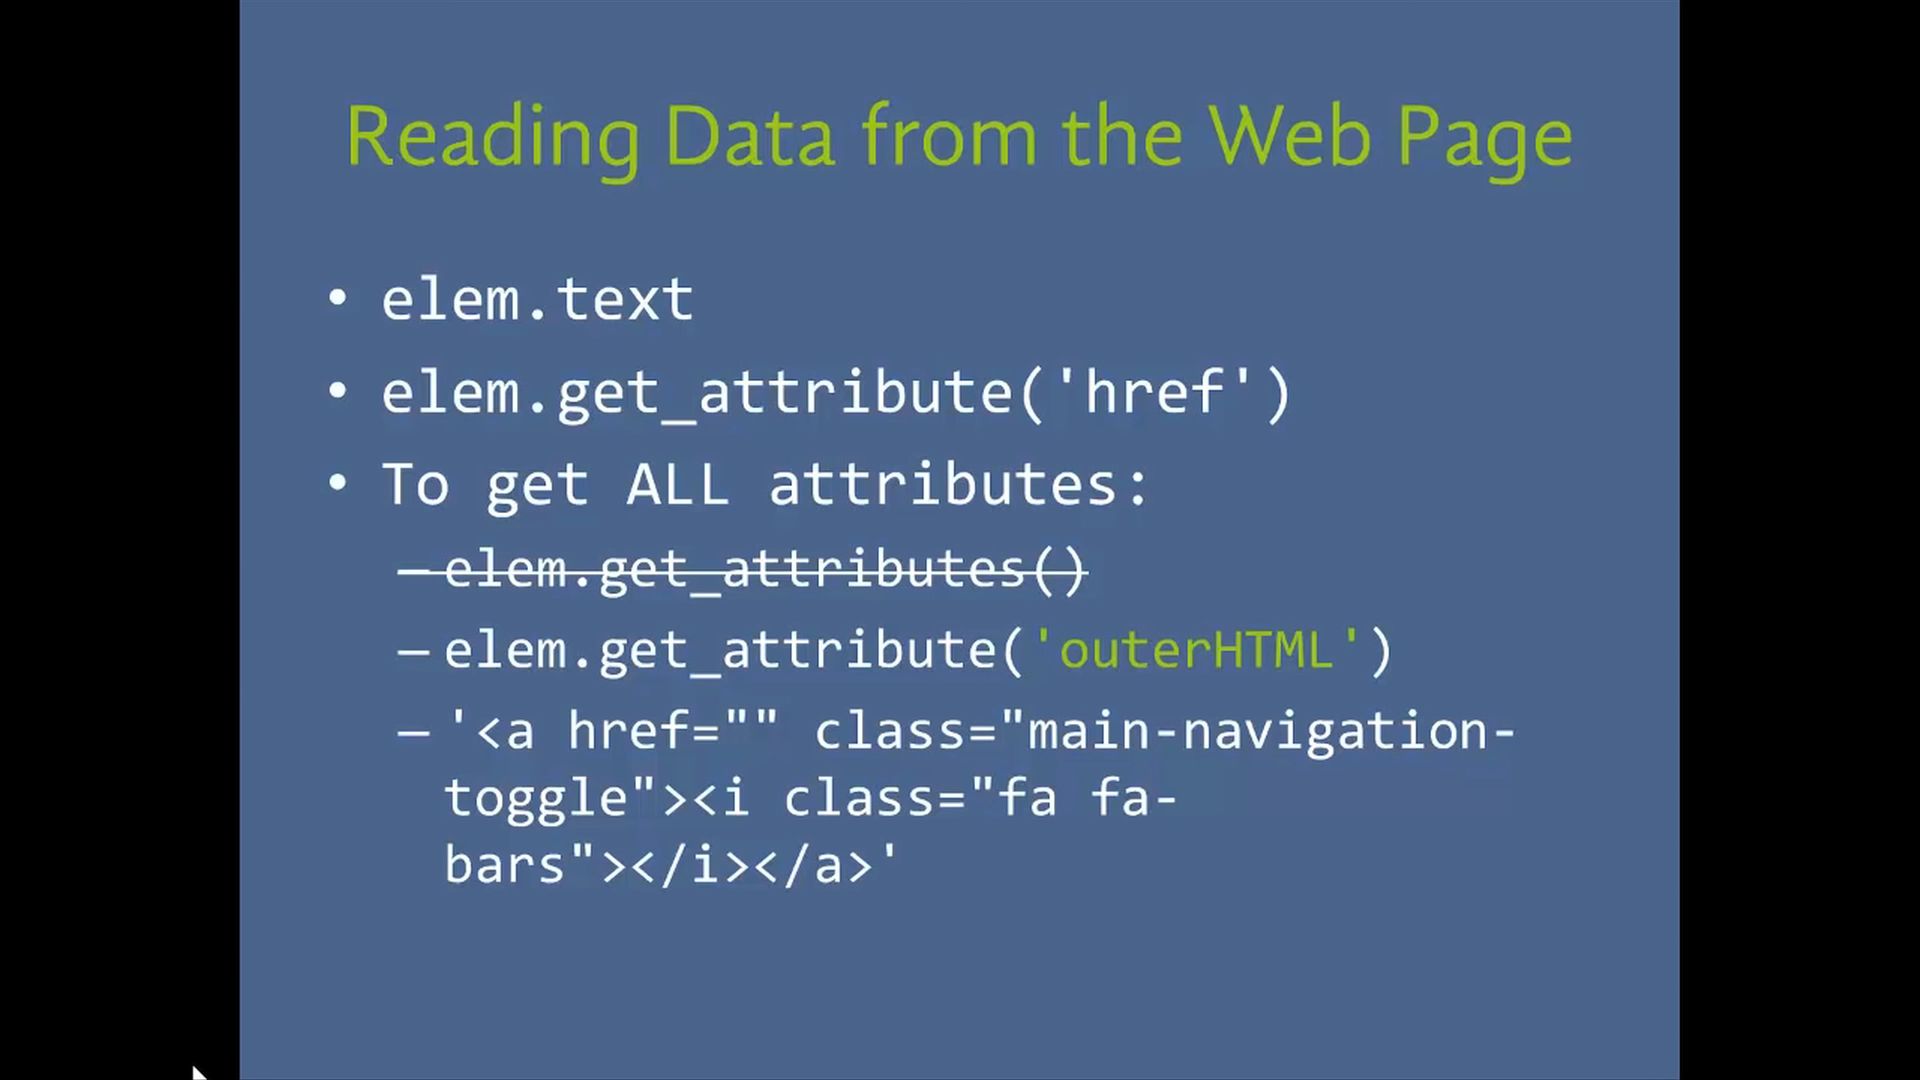 Reading Data from the Web Page
• elem.text
• elem.get_attribute('href')
• To get ALL attributes:
– elem.get_attributes()
– elem.get_attribute('outerHTML')
– '<a href="" class="main-navigation-
toggle"><i class="fa fa-
bars"></i></a>'